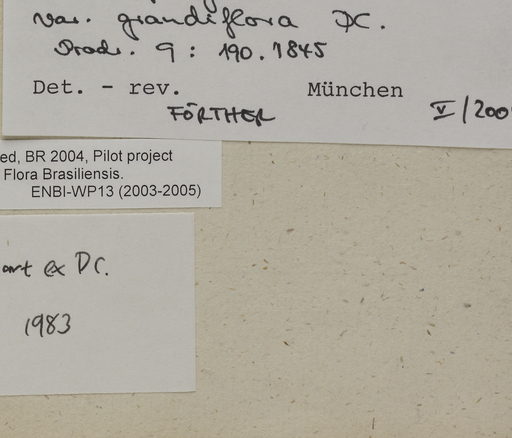 var. grandiflora DC.
Prodr. 9 : 190. 1845
Det. - rev. München
FÖRTHER V/200
ed, BR 2004, Pilot project
Flora Brasiliensis.
ENBI-WP13 (2003-2005)
art ex DC.
1983